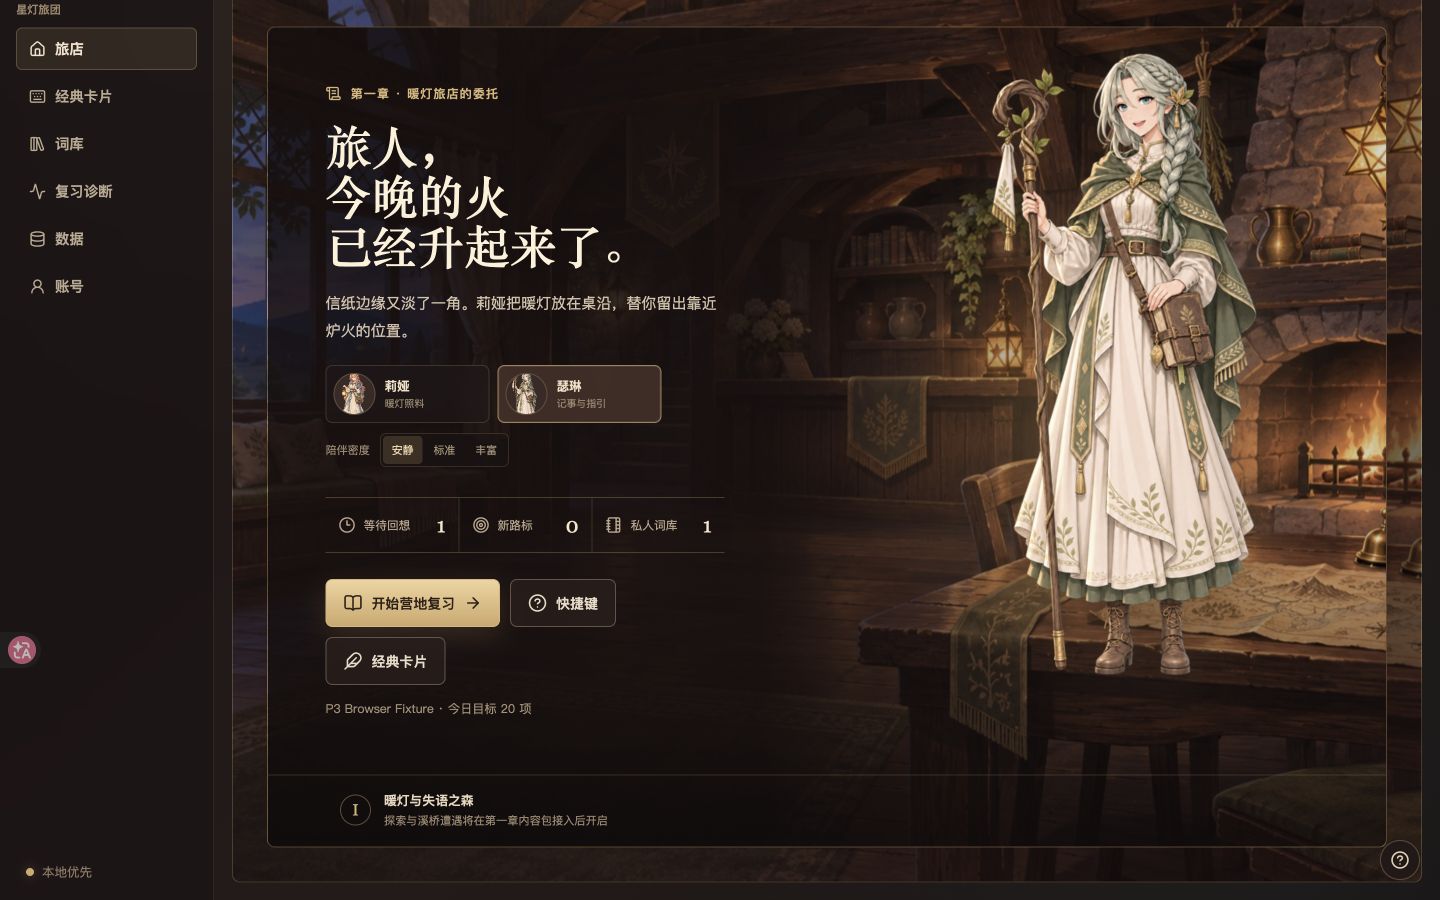 星灯旅团
旅店
经典卡片
词库
复习诊断
数据
账号
本地优先
第一章 · 暖灯旅店的委托
旅人，
今晚的火
已经升起来了。
信纸边缘又淡了一角。莉娅把暖灯放在桌沿，替你留出靠近
炉火的位置。
莉娅
暖灯照料
瑟琳
记事与指引
陪伴密度 安静 标准 丰富
等待回想 1 新路标 0 私人词库 1
开始营地复习 → 快捷键
经典卡片
P3 Browser Fixture · 今日目标 20 项
I
暖灯与失语之森
探索与溪桥遭遇将在第一章内容包接入后开启